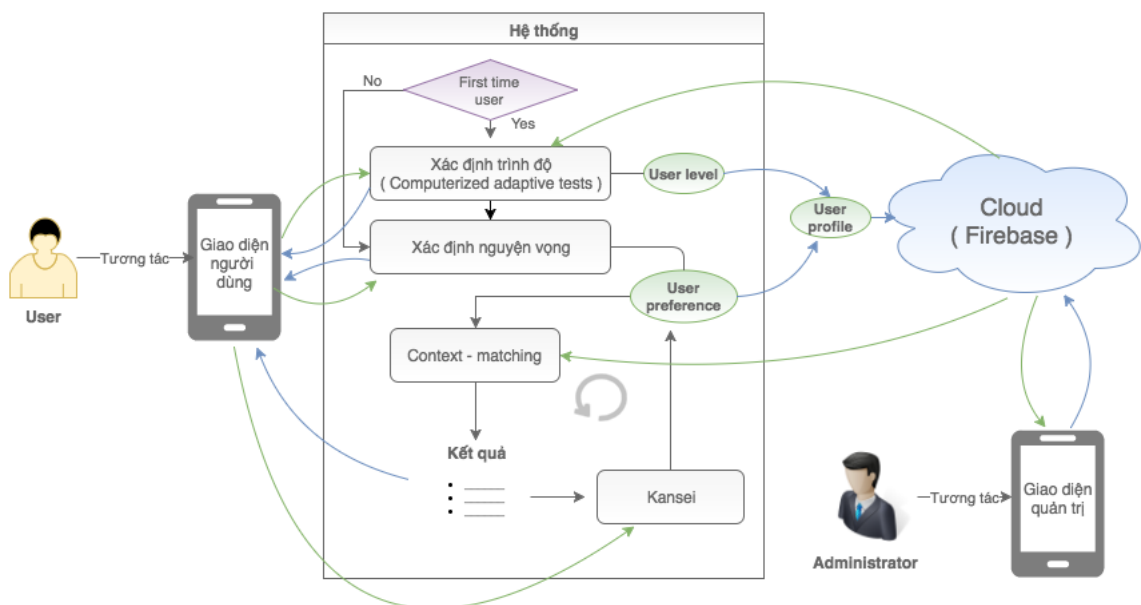 Hệ thống
No
First time
user
Yes
Xác định trình độ
( Computerized adaptive tests )
User level
User
profile
Cloud
( Firebase )
Giao diện
người
dùng
Tương tác
User
Xác định nguyện vọng
User
preference
Context - matching
Kết quả
Kansei
Administrator
Tương tác
Giao diện
quản trị